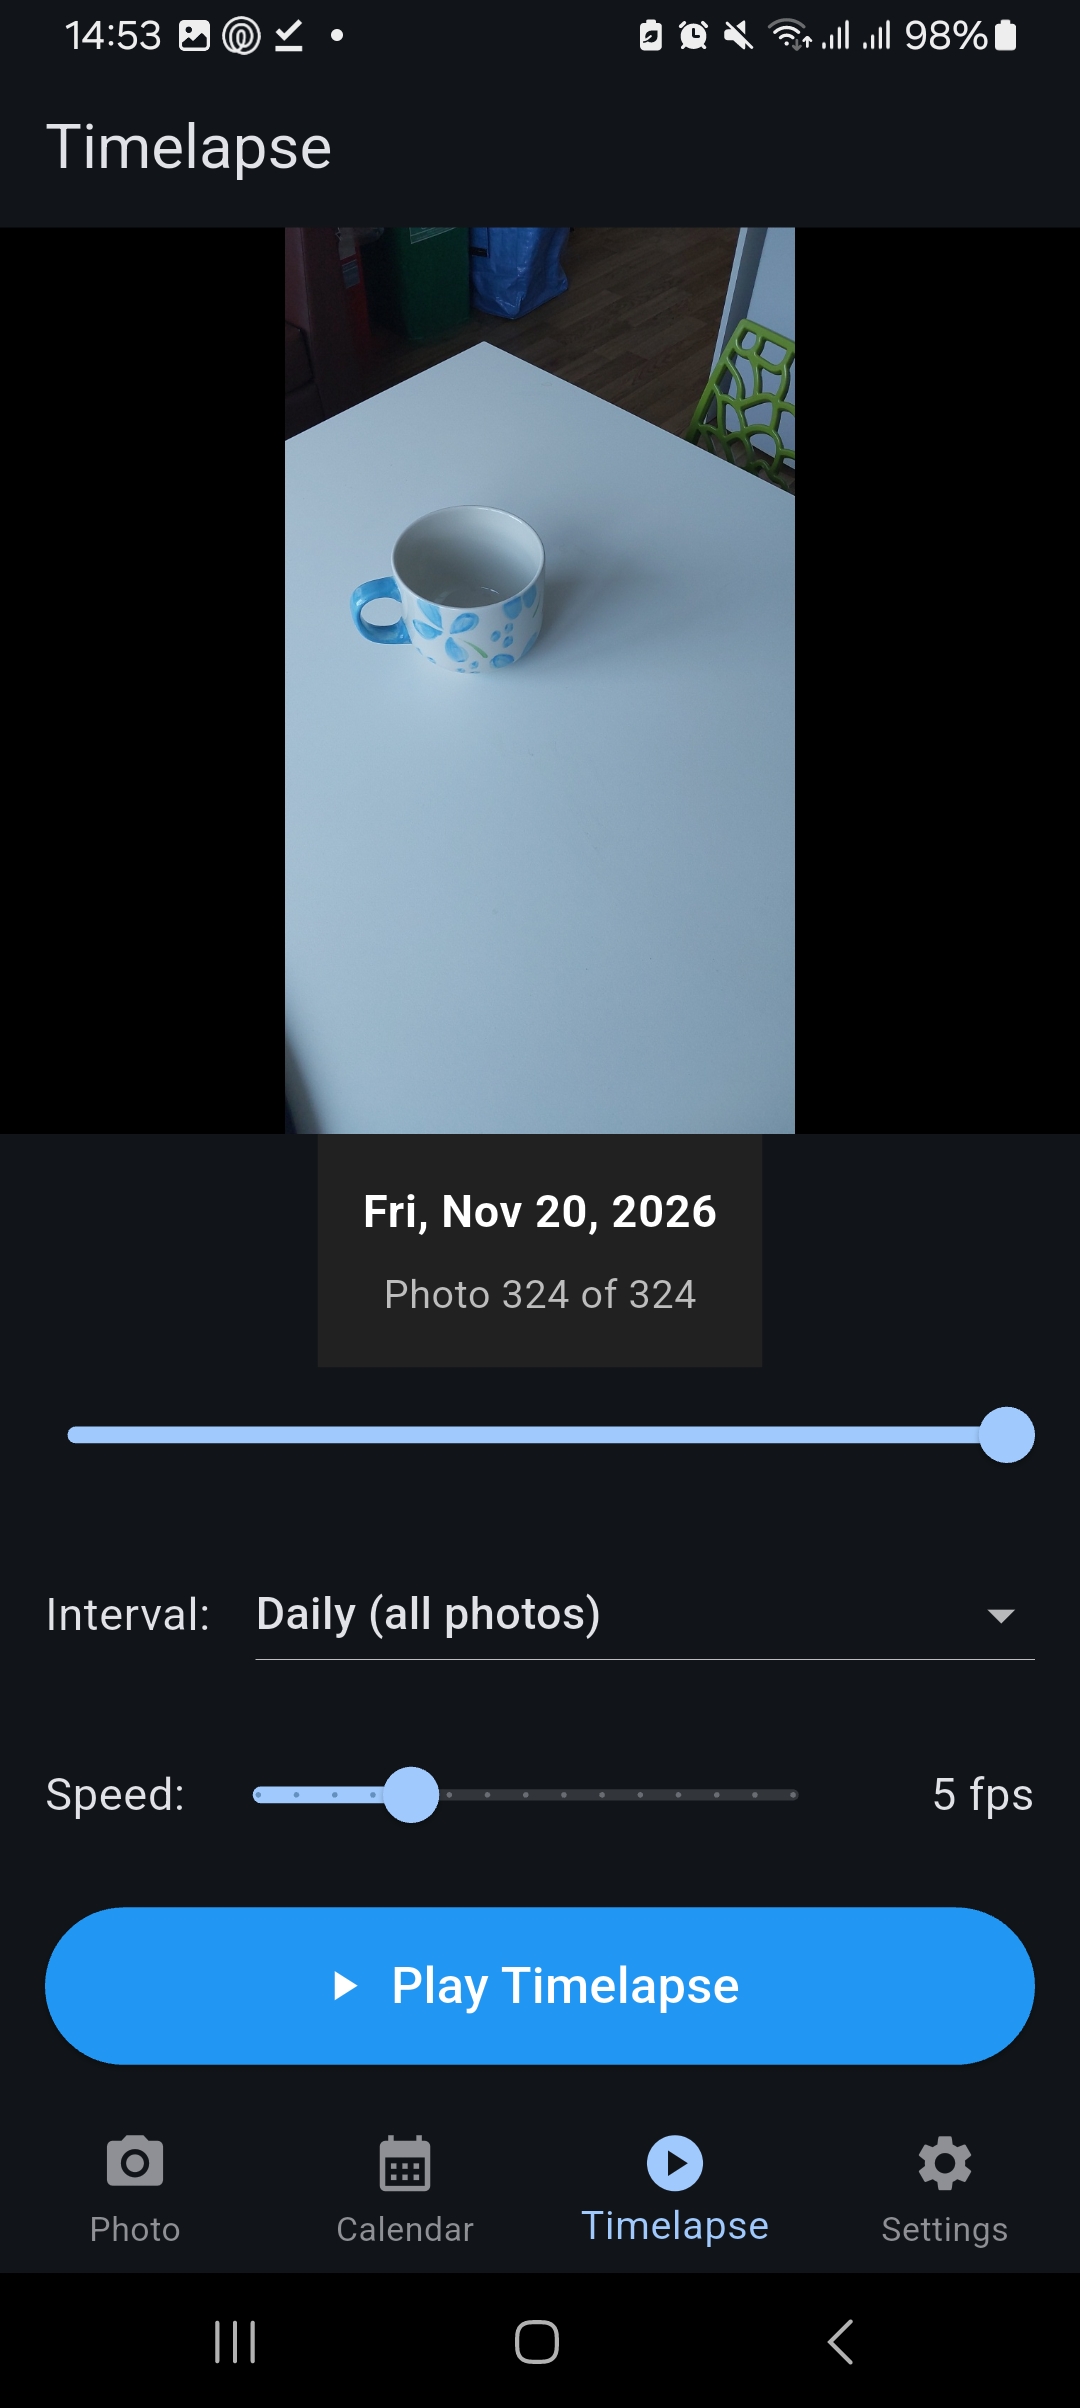 14:53
98%
Timelapse
Fri, Nov 20, 2026
Photo 324 of 324
Interval: Daily (all photos)
Speed: 5 fps
Play Timelapse
Photo Calendar Timelapse Settings